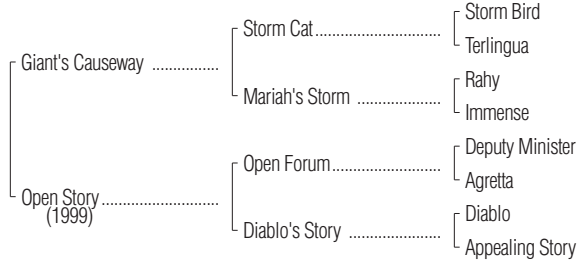 Storm Bird
Storm Cat
Terlingua
Giant's Causeway
Rahy
Mariah's Storm
Immense
Deputy Minister
Open Forum
Agretta
Open Story
(1999)
Diablo
Diablo's Story
Appealing Story